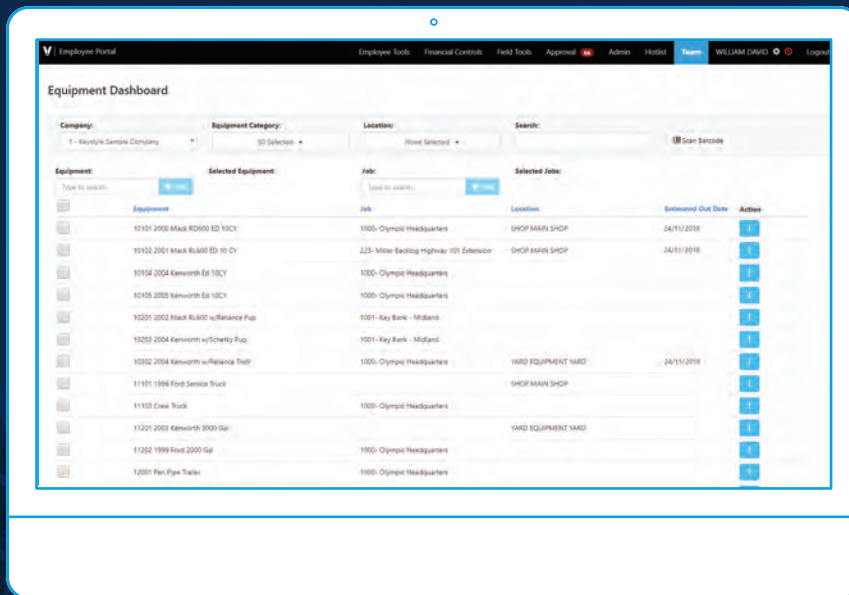 V | Employee Portal Employee Tools Financial Controls Field Tools Approval Admin Hotlist Team WILLIAM DAVID Logout
Equipment Dashboard
Company: Equipment Category: Location: Search:
1 - Keystyle Sample Company 50 Selected None Selected Scan Barcode
Equipment: Selected Equipment: Job: Selected Jobs:
Type to search.. Type to search..
Equipment Job Location Estimated Out Date Action
10101 2000 Mack RD600 ED 10CY 1000- Olympic Headquarters SHOP MAIN SHOP 24/11/2018
10102 2001 Mack RL600 ED 10 CY 225- Miller Backlog Highway 101 Extension SHOP MAIN SHOP 24/11/2018
10104 2004 Kenworth Ed 10CY 1000- Olympic Headquarters
10105 2005 Kenworth Ed 10CY 1000- Olympic Headquarters
10201 2002 Mack RL600 w/Reliance Pup 1001- Key Bank - Midland
10203 2004 Kenworth w/Schetky Pup 1001- Key Bank - Midland
10302 2004 Kenworth w/Reliance Trslr 1000- Olympic Headquarters YARD EQUIPMENT YARD 24/11/2018
11101 1996 Ford Service Truck SHOP MAIN SHOP
11103 Crew Truck 1000- Olympic Headquarters
11201 2003 Kenworth 3000 Gal YARD EQUIPMENT YARD
11202 1999 Ford 2000 Gal 1000- Olympic Headquarters
12001 Pen Pipe Trailer 1000- Olympic Headquarters